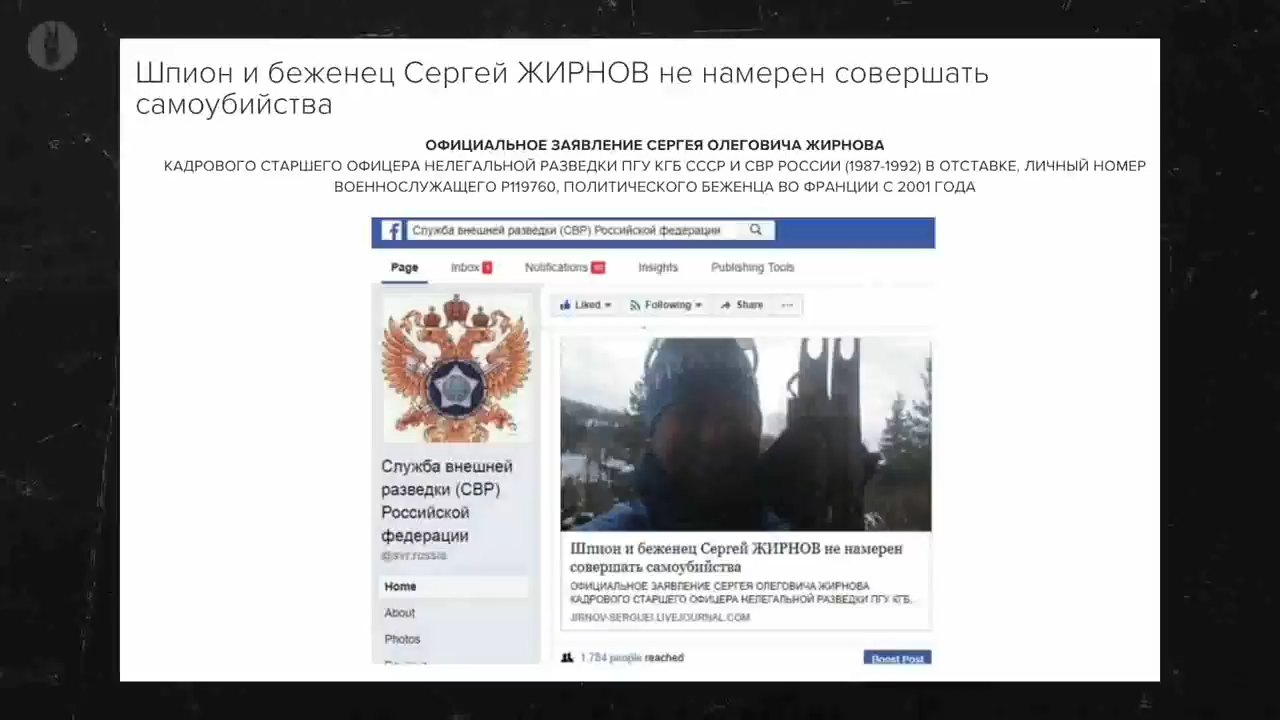 Шпион и беженец Сергей ЖИРНОВ не намерен совершать
самоубийства
ОФИЦИАЛЬНОЕ ЗАЯВЛЕНИЕ СЕРГЕЯ ОЛЕГОВИЧА ЖИРНОВА
КАДРОВОГО СТАРШЕГО ОФИЦЕРА НЕЛЕГАЛЬНОЙ РАЗВЕДКИ ПГУ КГБ СССР И СВР РОССИИ (1987-1992) В ОТСТАВКЕ, ЛИЧНЫЙ НОМЕР
ВОЕННОСЛУЖАЩЕГО Р119760, ПОЛИТИЧЕСКОГО БЕЖЕНЦА ВО ФРАНЦИИ С 2001 ГОДА
f Служба внешней разведки (СВР) Российской федерации
Page Inbox 1 Notifications Insights Publishing Tools
Liked Following Share ...
Служба внешней
разведки (СВР)
Российской
федерации
@svr.russia
Home
About
Photos
Шпион и беженец Сергей ЖИРНОВ не намерен
совершать самоубийства
ОФИЦИАЛЬНОЕ ЗАЯВЛЕНИЕ СЕРГЕЯ ОЛЕГОВИЧА ЖИРНОВА
КАДРОВОГО СТАРШЕГО ОФИЦЕРА НЕЛЕГАЛЬНОЙ РАЗВЕДКИ ПГУ КГБ...
JIRNOV-SERGUEI.LIVEJOURNAL.COM
1,784 people reached Boost Post